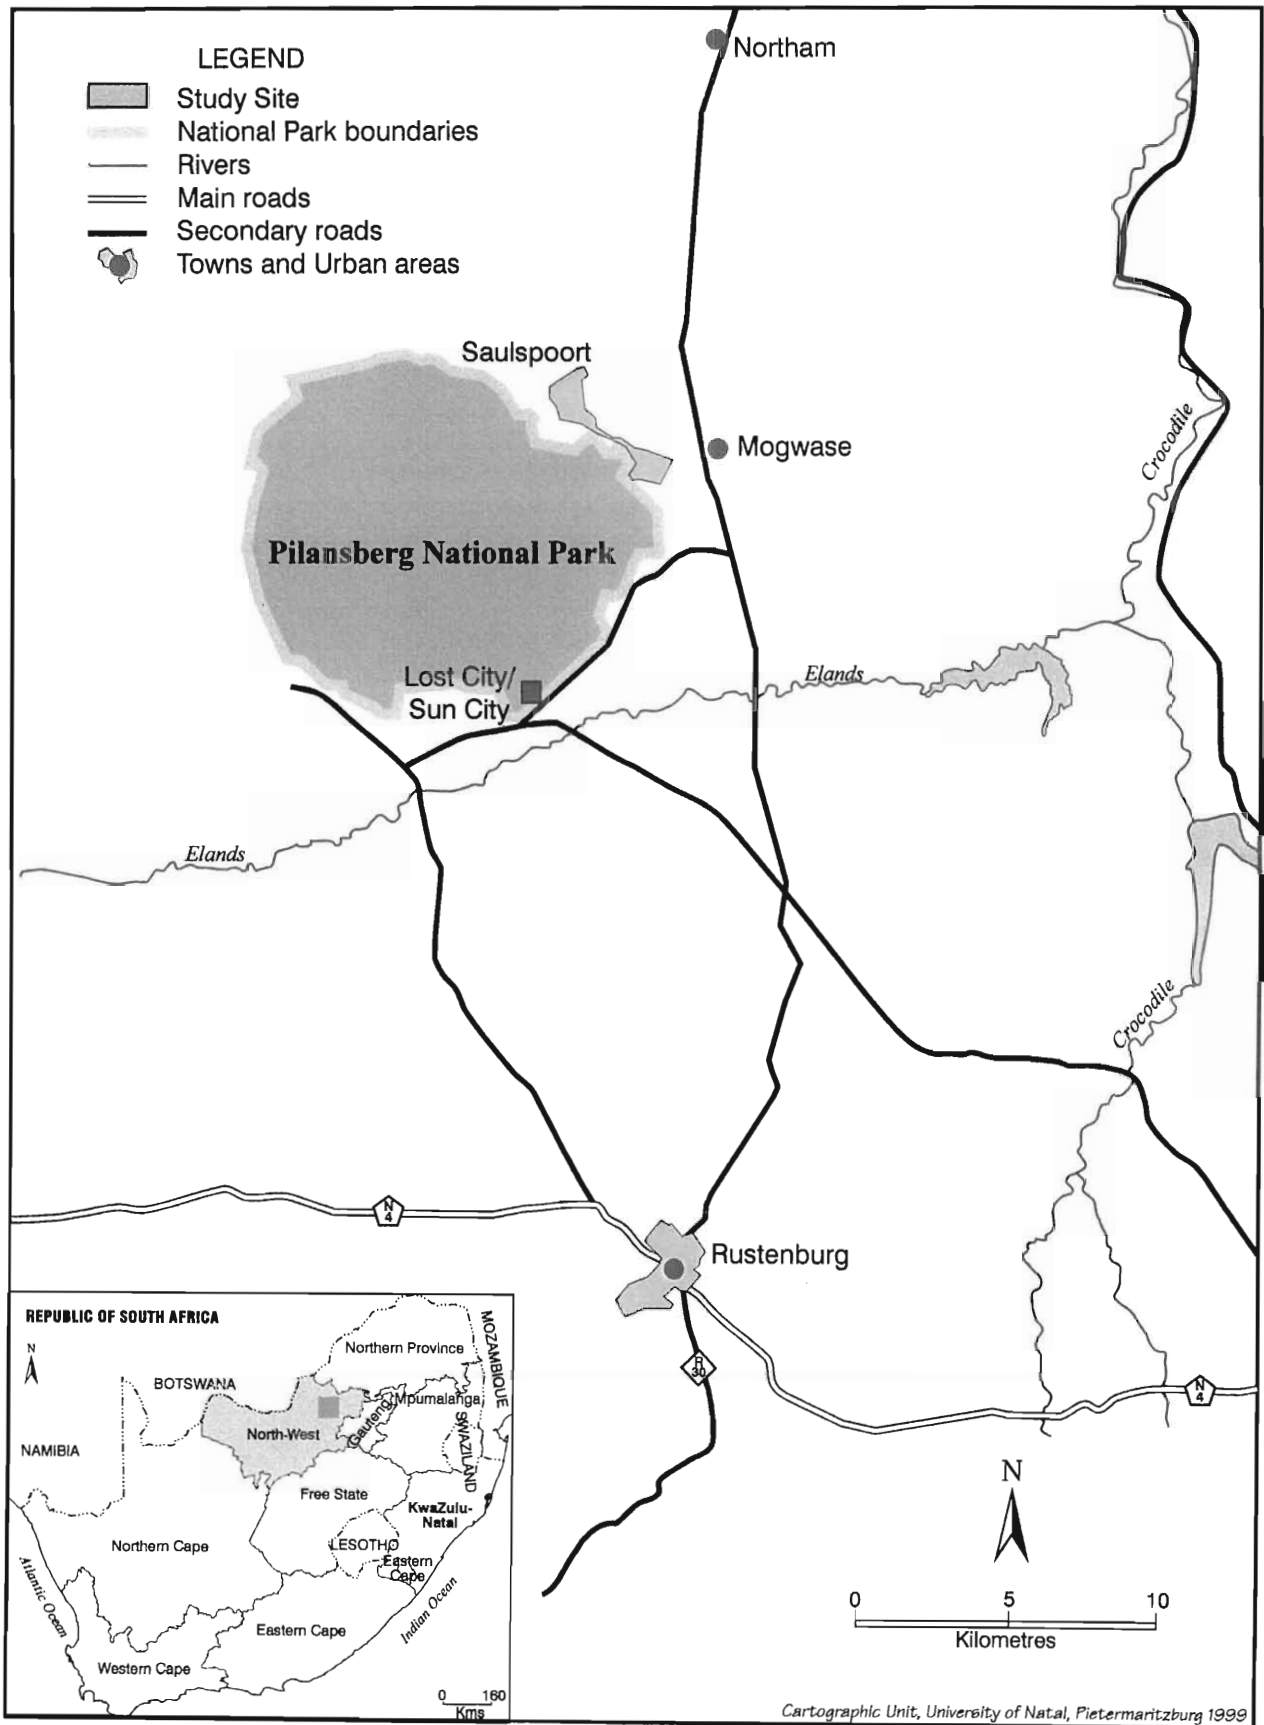 LEGEND
Study Site
National Park boundaries
Rivers
Main roads
Secondary roads
Towns and Urban areas
Northam
Saulspoort
Mogwase
Crocodile
Pilansberg National Park
Lost City/
Sun City
Elands
Elands
Crocodile
N
4
Rustenburg
R
30
N
4
N
0 5 10
Kilometres
REPUBLIC OF SOUTH AFRICA
N
Northern Province
MOZAMBIQUE
BOTSWANA
Mpumalanga
Gauteng
North-West
SWAZILAND
NAMIBIA
Free State
KwaZulu-
Natal
Northern Cape
LESOTHO
Eastern
Cape
Atlantic Ocean
Indian Ocean
Eastern Cape
Western Cape
0 160
Kms
Cartographic Unit, University of Natal, Pietermaritzburg 1999